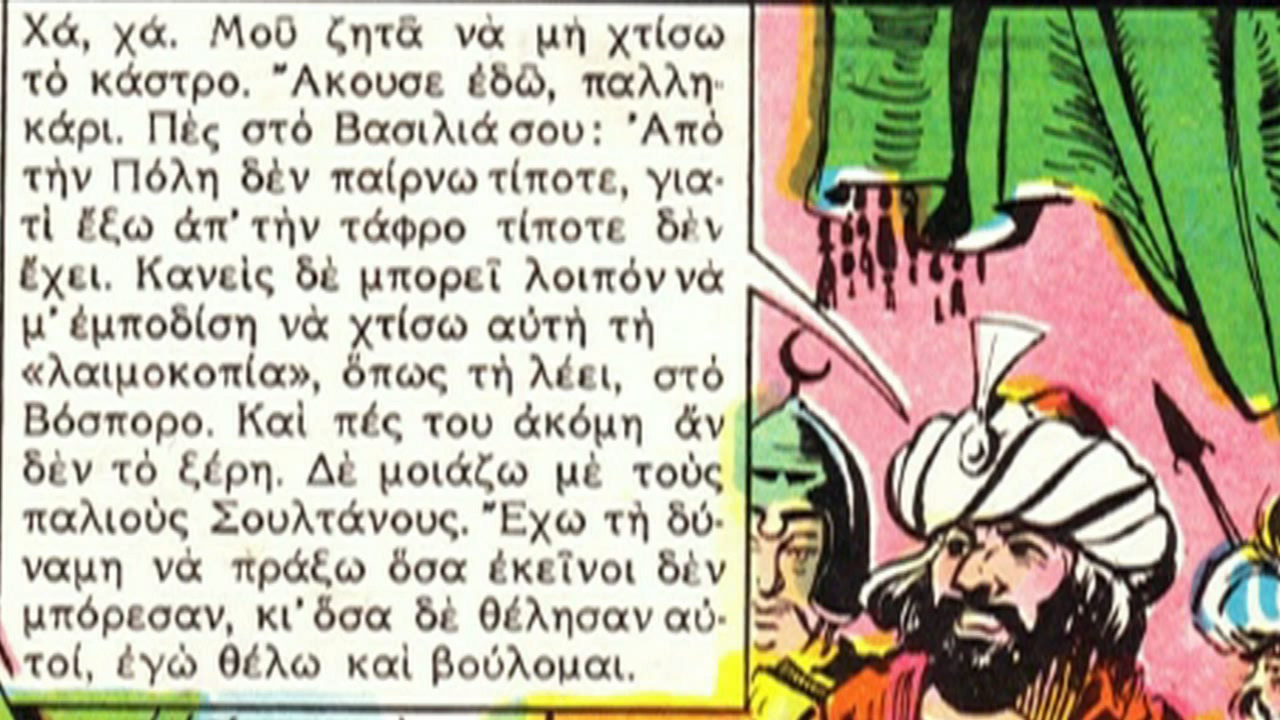 Χά, χά. Μοῦ ζητᾶ νὰ μὴ χτίσω
τὸ κάστρο. Ἄκουσε ἐδῶ, παλλη-
κάρι. Πὲς στὸ Βασιλιά σου: Ἀπὸ
τὴν Πόλη δὲν παίρνω τίποτε, για-
τὶ ἔξω ἀπ' τὴν τάφρο τίποτε δὲν
ἔχει. Κανεὶς δὲ μπορεῖ λοιπόν νὰ
μ' ἐμποδίση νὰ χτίσω αὐτὴ τὴ
«λαιμοκοπία», ὅπως τὴ λέει, στὸ
Βόσπορο. Καὶ πές του ἀκόμη ἄν
δὲν τὸ ξέρη. Δὲ μοιάζω μὲ τοὺς
παλιοὺς Σουλτάνους. Ἔχω τὴ δύ-
ναμη νὰ πράξω ὅσα ἐκεῖνοι δὲν
μπόρεσαν, κι' ὅσα δὲ θέλησαν αὐ-
τοί, ἐγὼ θέλω καὶ βούλομαι.